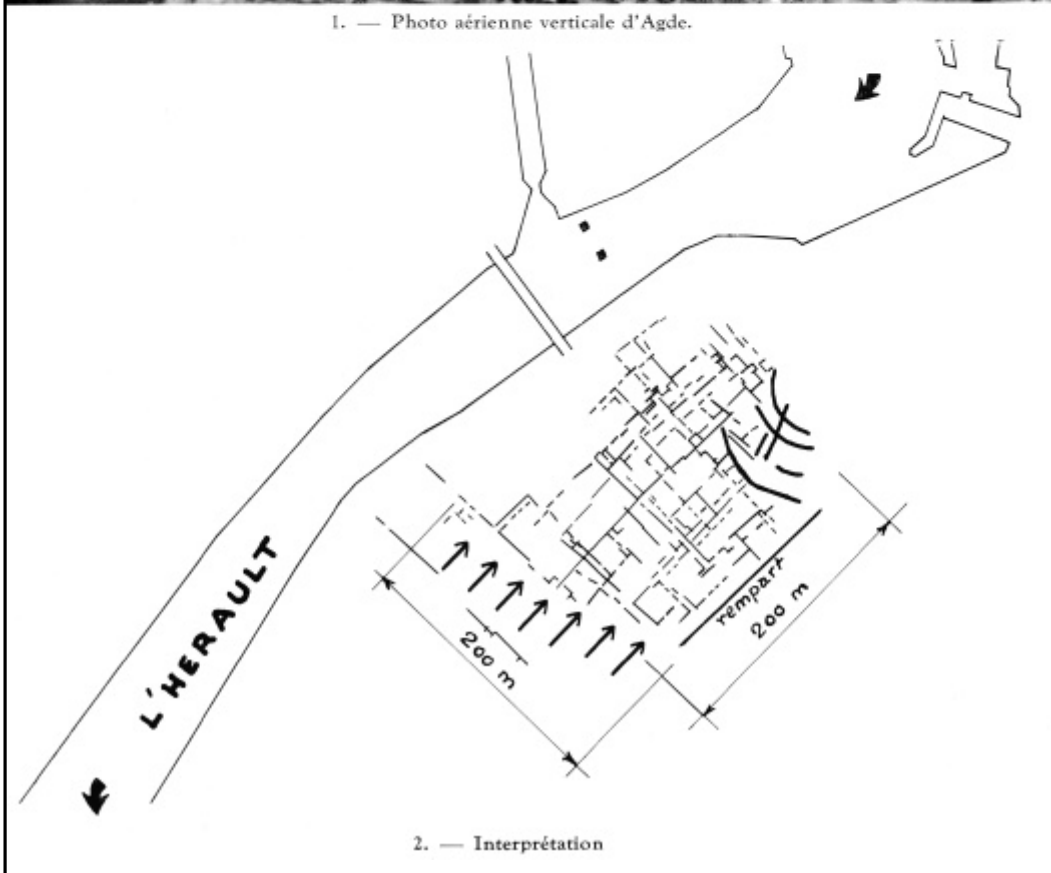 1. — Photo aérienne verticale d'Agde.
L'HERAULT
rempart
200 m
200 m
2. — Interprétation